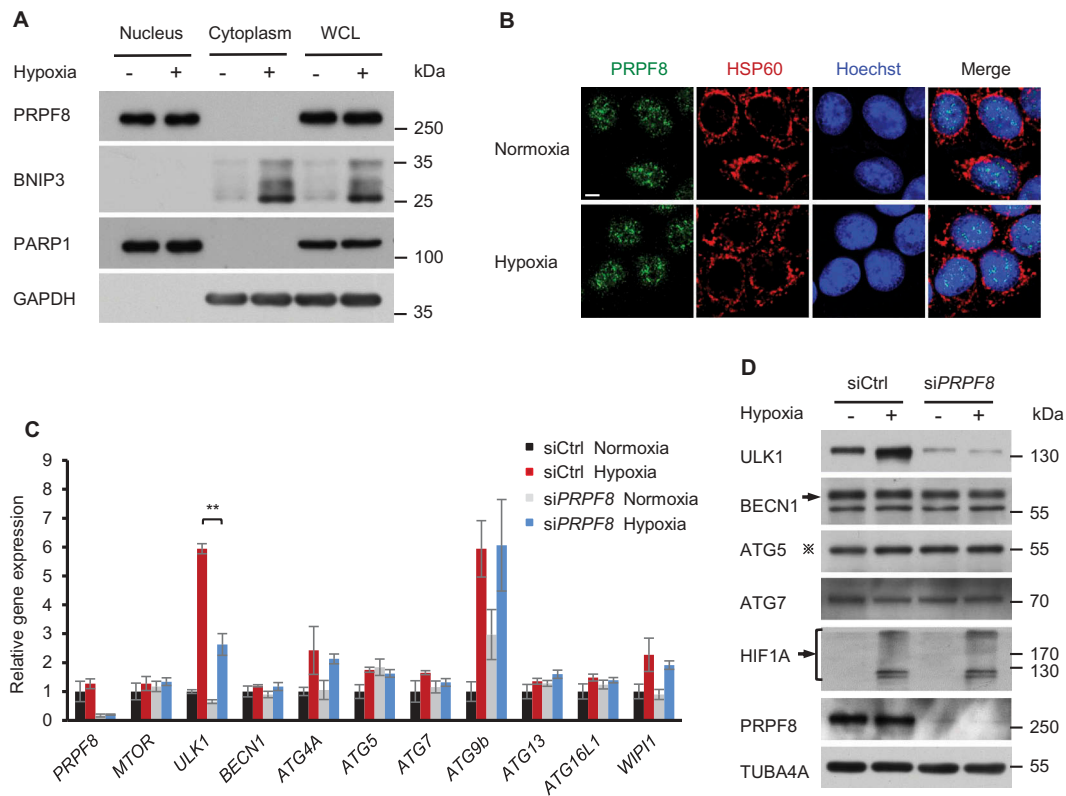 A
Nucleus Cytoplasm WCL
Hypoxia - + - + - + kDa
PRPF8
250
BNIP3
35
25
PARP1
100
GAPDH
35
B
PRPF8 HSP60 Hoechst Merge
Normoxia
Hypoxia
C
Relative gene expression
9
8
7
6
5
4
3
2
1
0
**
siCtrl Normoxia
siCtrl Hypoxia
siPRPF8 Normoxia
siPRPF8 Hypoxia
PRPF8 MTOR ULK1 BECN1 ATG4A ATG5 ATG7 ATG9b ATG13 ATG16L1 WIPI1
D
siCtrl siPRPF8
Hypoxia - + - + kDa
ULK1 130
BECN1 55
ATG5 ※ 55
ATG7 70
HIF1A 170
130
PRPF8 250
TUBA4A 55